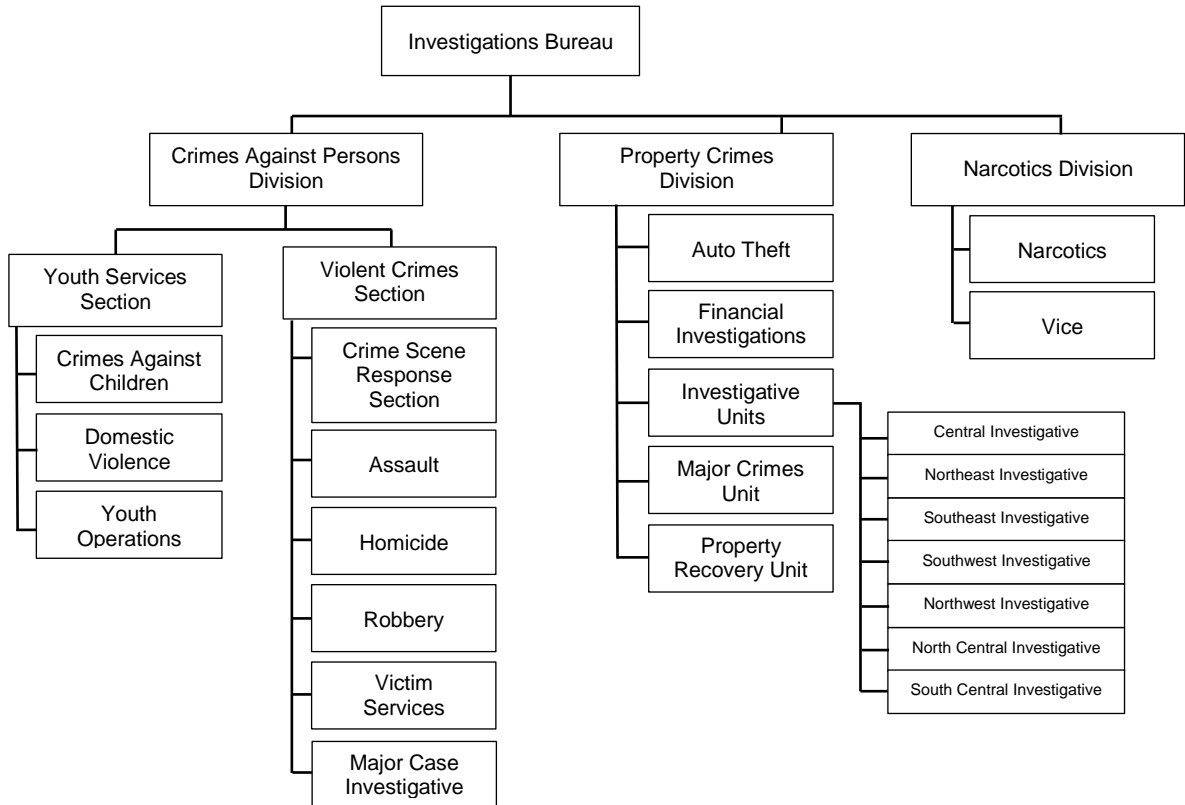 Investigations Bureau
Crimes Against Persons
Division
Property Crimes
Division
Narcotics Division
Youth Services
Section
Crimes Against
Children
Domestic
Violence
Youth
Operations
Violent Crimes
Section
Crime Scene
Response
Section
Assault
Homicide
Robbery
Victim
Services
Major Case
Investigative
Auto Theft
Financial
Investigations
Investigative
Units
Major Crimes
Unit
Property
Recovery Unit
Central Investigative
Northeast Investigative
Southeast Investigative
Southwest Investigative
Northwest Investigative
North Central Investigative
South Central Investigative
Narcotics
Vice